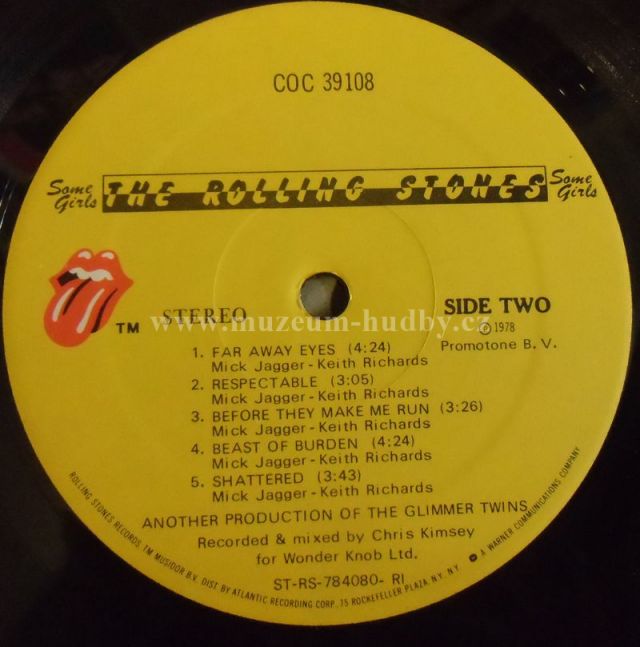 COC 39108
Some Girls
THE ROLLING STONES
Some Girls
TM
STEREO
SIDE TWO
℗ 1978
Promotone B. V.
www.muzeum-hudby.cz
1. FAR AWAY EYES (4:24)
Mick Jagger - Keith Richards
2. RESPECTABLE (3:05)
Mick Jagger - Keith Richards
3. BEFORE THEY MAKE ME RUN (3:26)
Mick Jagger - Keith Richards
4. BEAST OF BURDEN (4:24)
Mick Jagger - Keith Richards
5. SHATTERED (3:43)
Mick Jagger - Keith Richards
ANOTHER PRODUCTION OF THE GLIMMER TWINS
Recorded & mixed by Chris Kimsey
for Wonder Knob Ltd.
ST-RS-784080- RI
ROLLING STONES RECORDS, TM MUSIDOR B.V. DIST. BY ATLANTIC RECORDING CORP. 75 ROCKEFELLER PLAZA N.Y. N.Y. A WARNER COMMUNICATIONS COMPANY